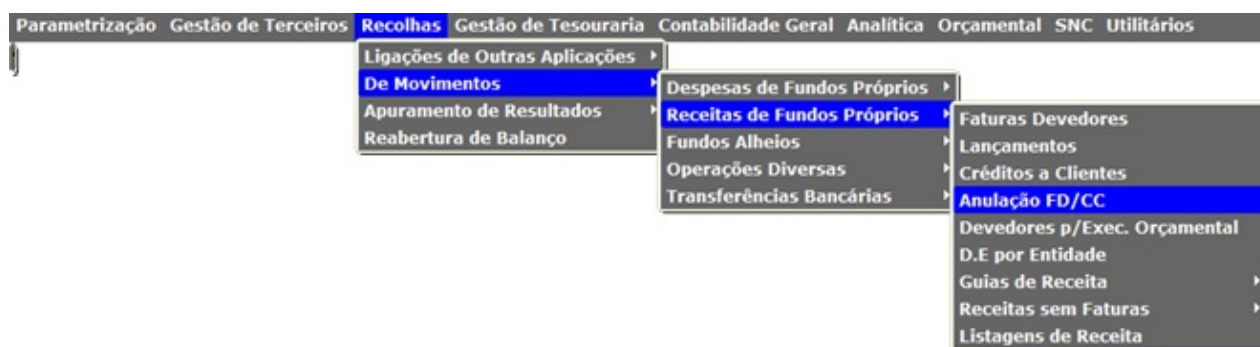 Parametrização Gestão de Terceiros Recolhas Gestão de Tesouraria Contabilidade Geral Analítica Orçamental SNC Utilitários
Ligações de Outras Aplicações
De Movimentos
Apuramento de Resultados
Reabertura de Balanço
Despesas de Fundos Próprios
Receitas de Fundos Próprios
Fundos Alheios
Operações Diversas
Transferências Bancárias
Faturas Devedores
Lançamentos
Créditos a Clientes
Anulação FD/CC
Devedores p/Exec. Orçamental
D.E por Entidade
Guias de Receita
Receitas sem Faturas
Listagens de Receita